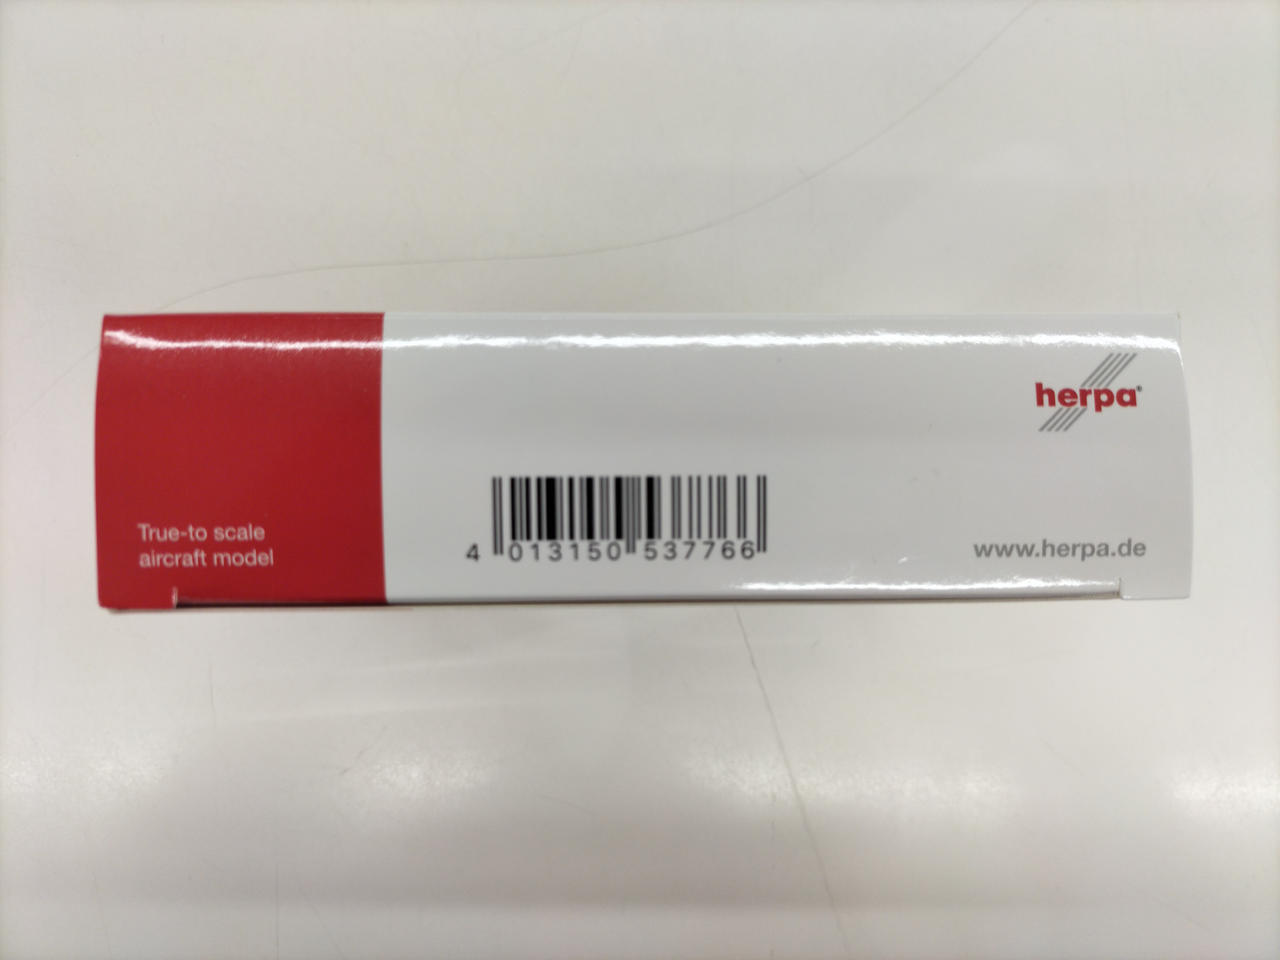 herpa®
4 013150 537766
True-to scale
aircraft model
www.herpa.de